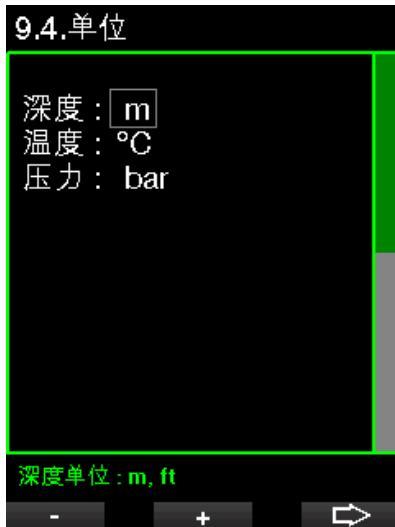 9.4.单位
深度 : m
温度 : °C
压力 : bar
深度单位 : m, ft
- +